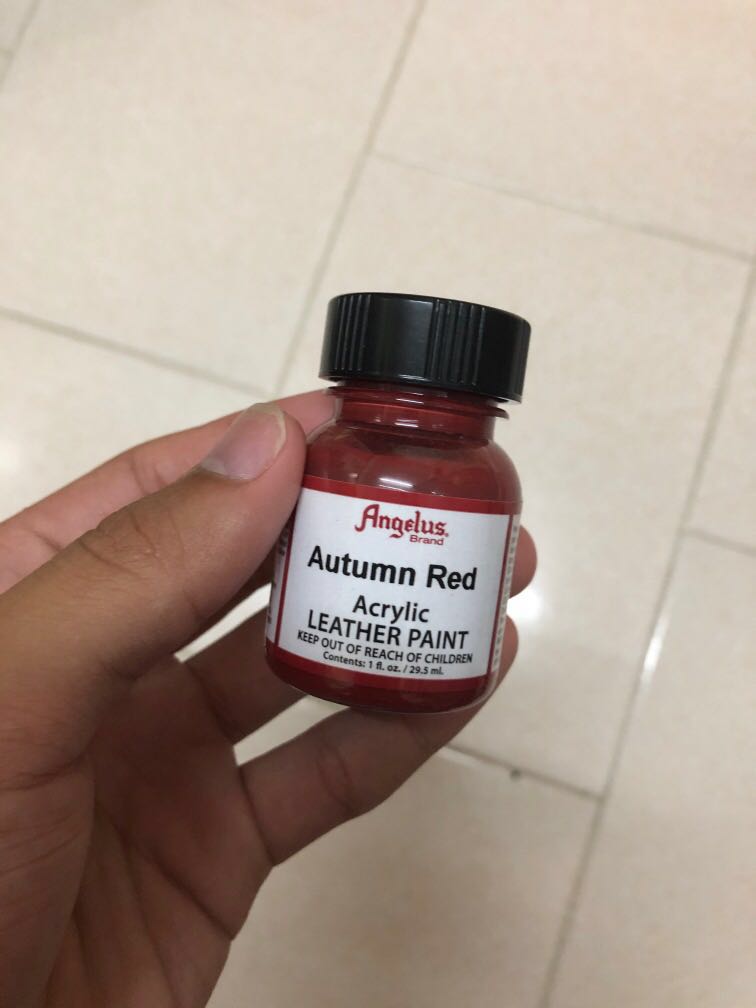 Angelus®
Brand
Autumn Red
Acrylic
LEATHER PAINT
KEEP OUT OF REACH OF CHILDREN
Contents: 1 fl. oz. / 29.5 ml.